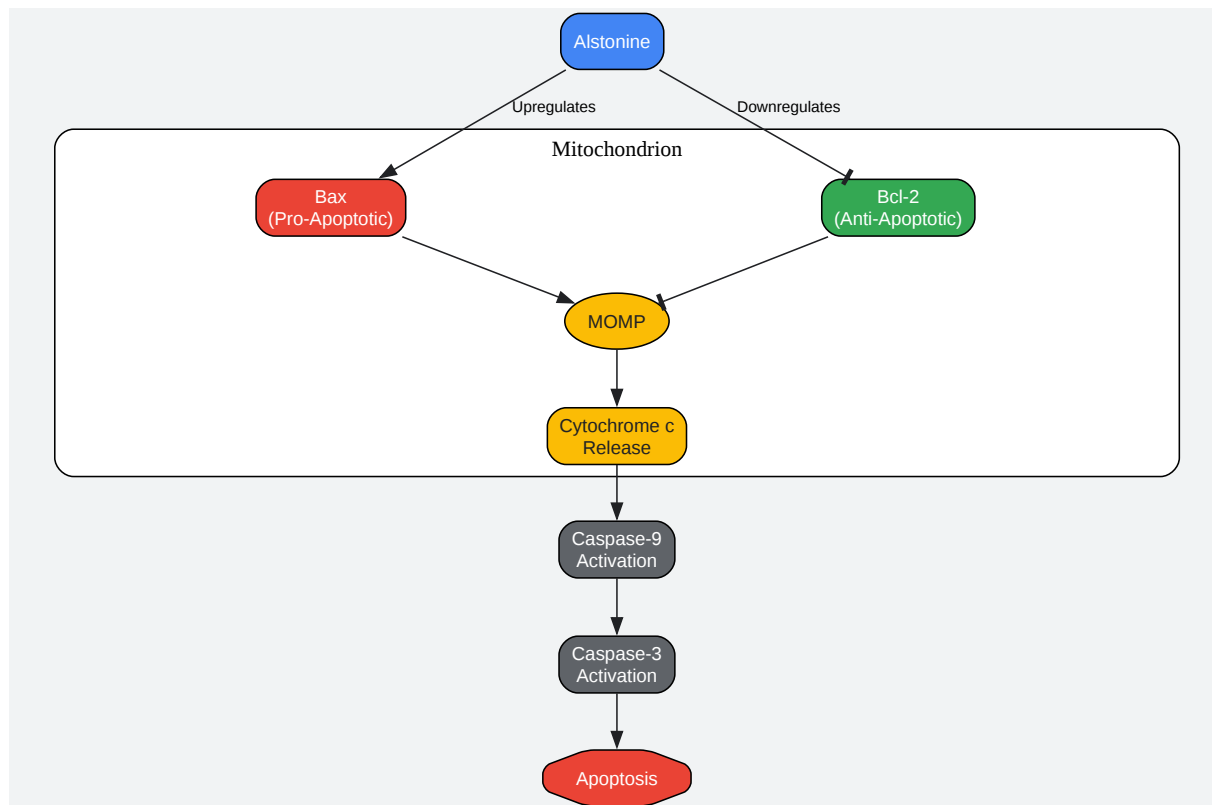 Alstonine
Upregulates
Downregulates
Mitochondrion
Bax
(Pro-Apoptotic)
Bcl-2
(Anti-Apoptotic)
MOMP
Cytochrome c
Release
Caspase-9
Activation
Caspase-3
Activation
Apoptosis